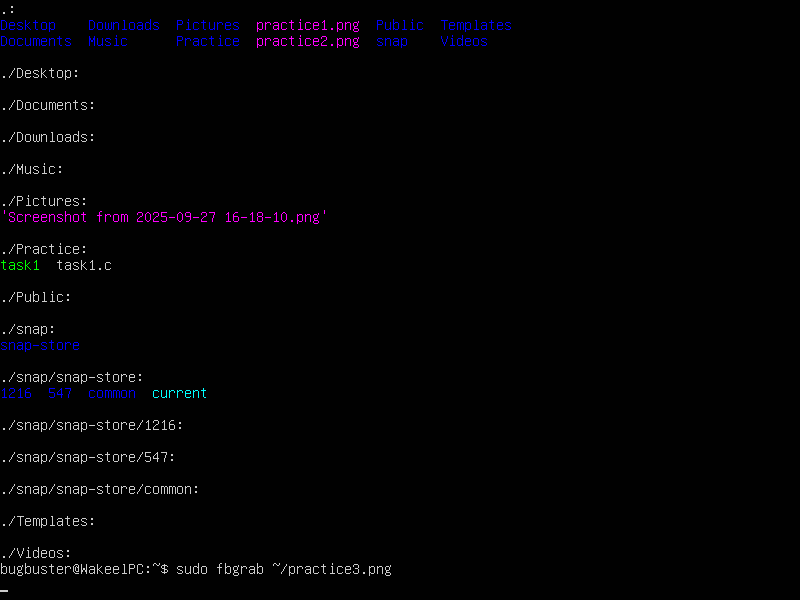 .:
Desktop    Downloads  Pictures  practice1.png  Public  Templates
Documents  Music      Practice  practice2.png  snap    Videos
./Desktop:
./Documents:
./Downloads:
./Music:
./Pictures:
'Screenshot from 2025-09-27 16-18-10.png'
./Practice:
task1  task1.c
./Public:
./snap:
snap-store
./snap/snap-store:
1216  547  common  current
./snap/snap-store/1216:
./snap/snap-store/547:
./snap/snap-store/common:
./Templates:
./Videos:
bugbuster@WakeelPC:~$ sudo fbgrab ~/practice3.png